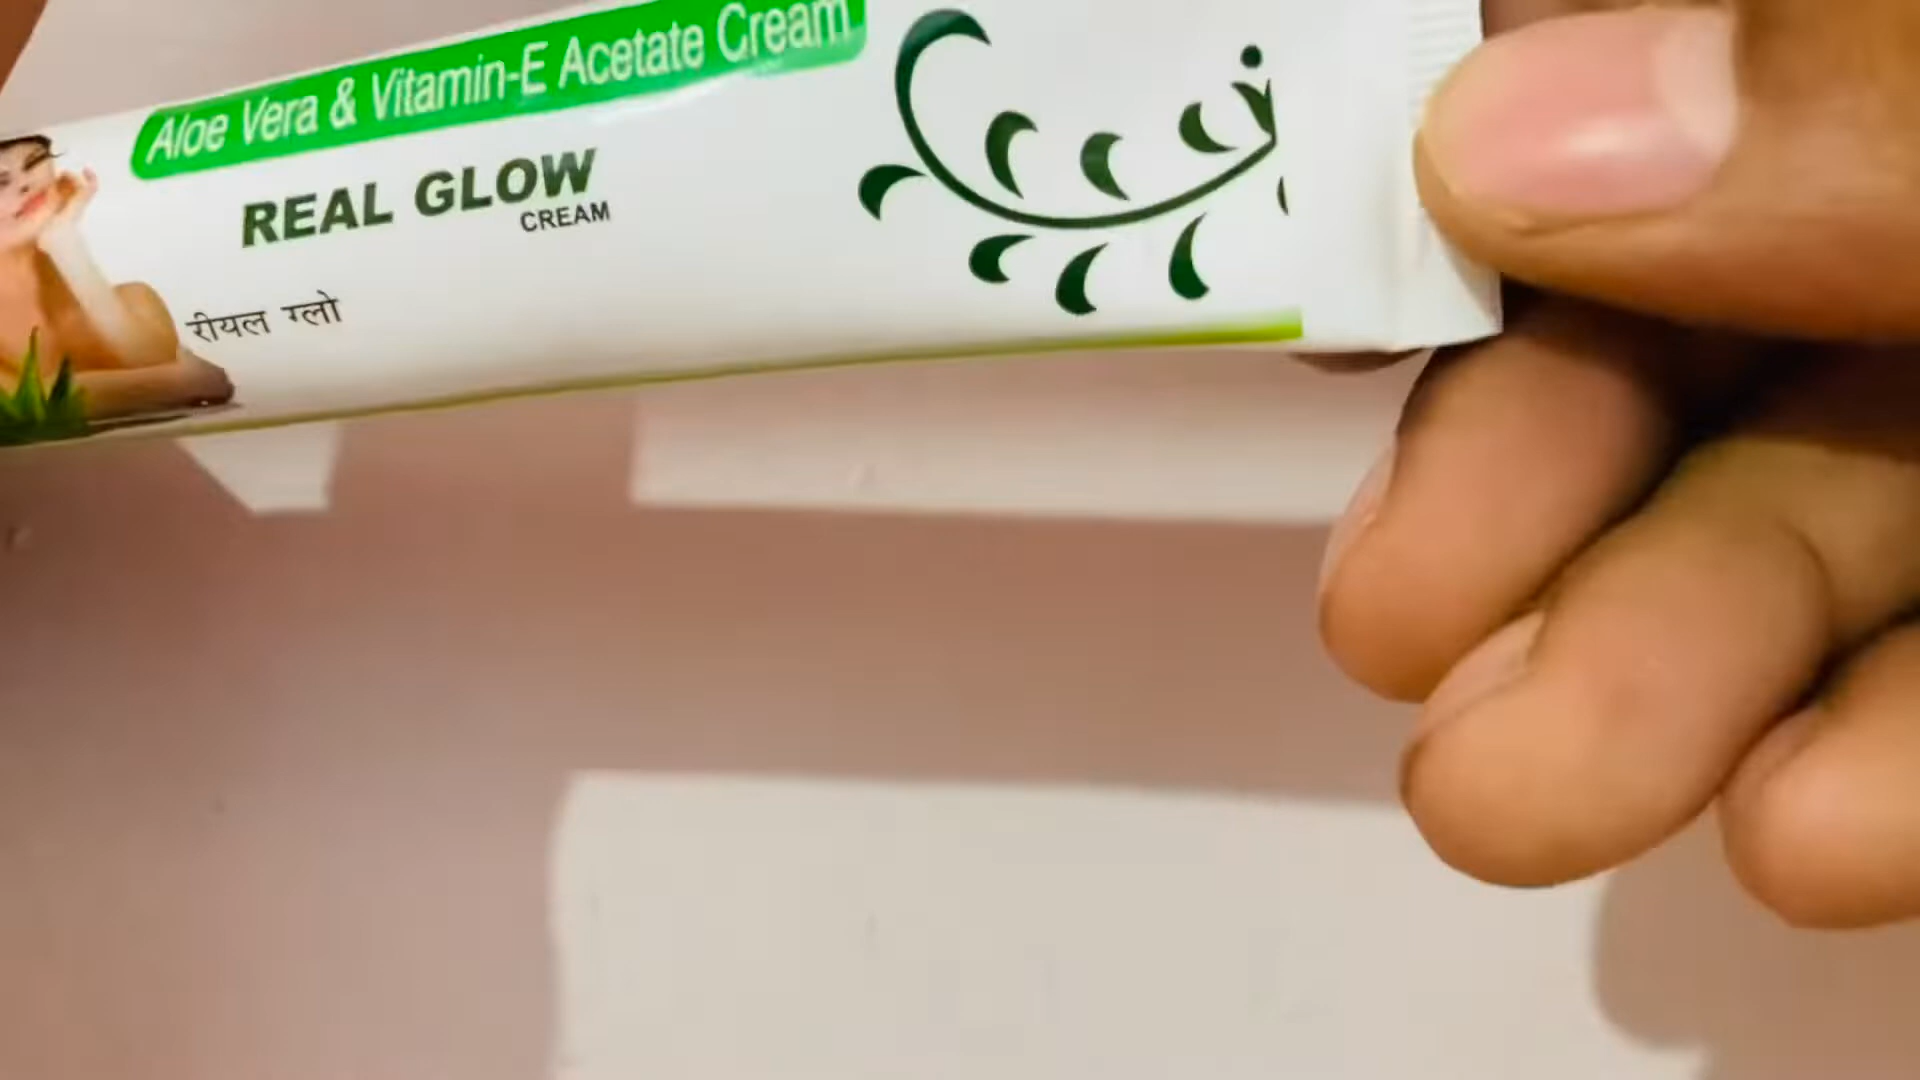 Aloe Vera & Vitamin-E Acetate Cream
REAL GLOW
CREAM
रीयल ग्लो